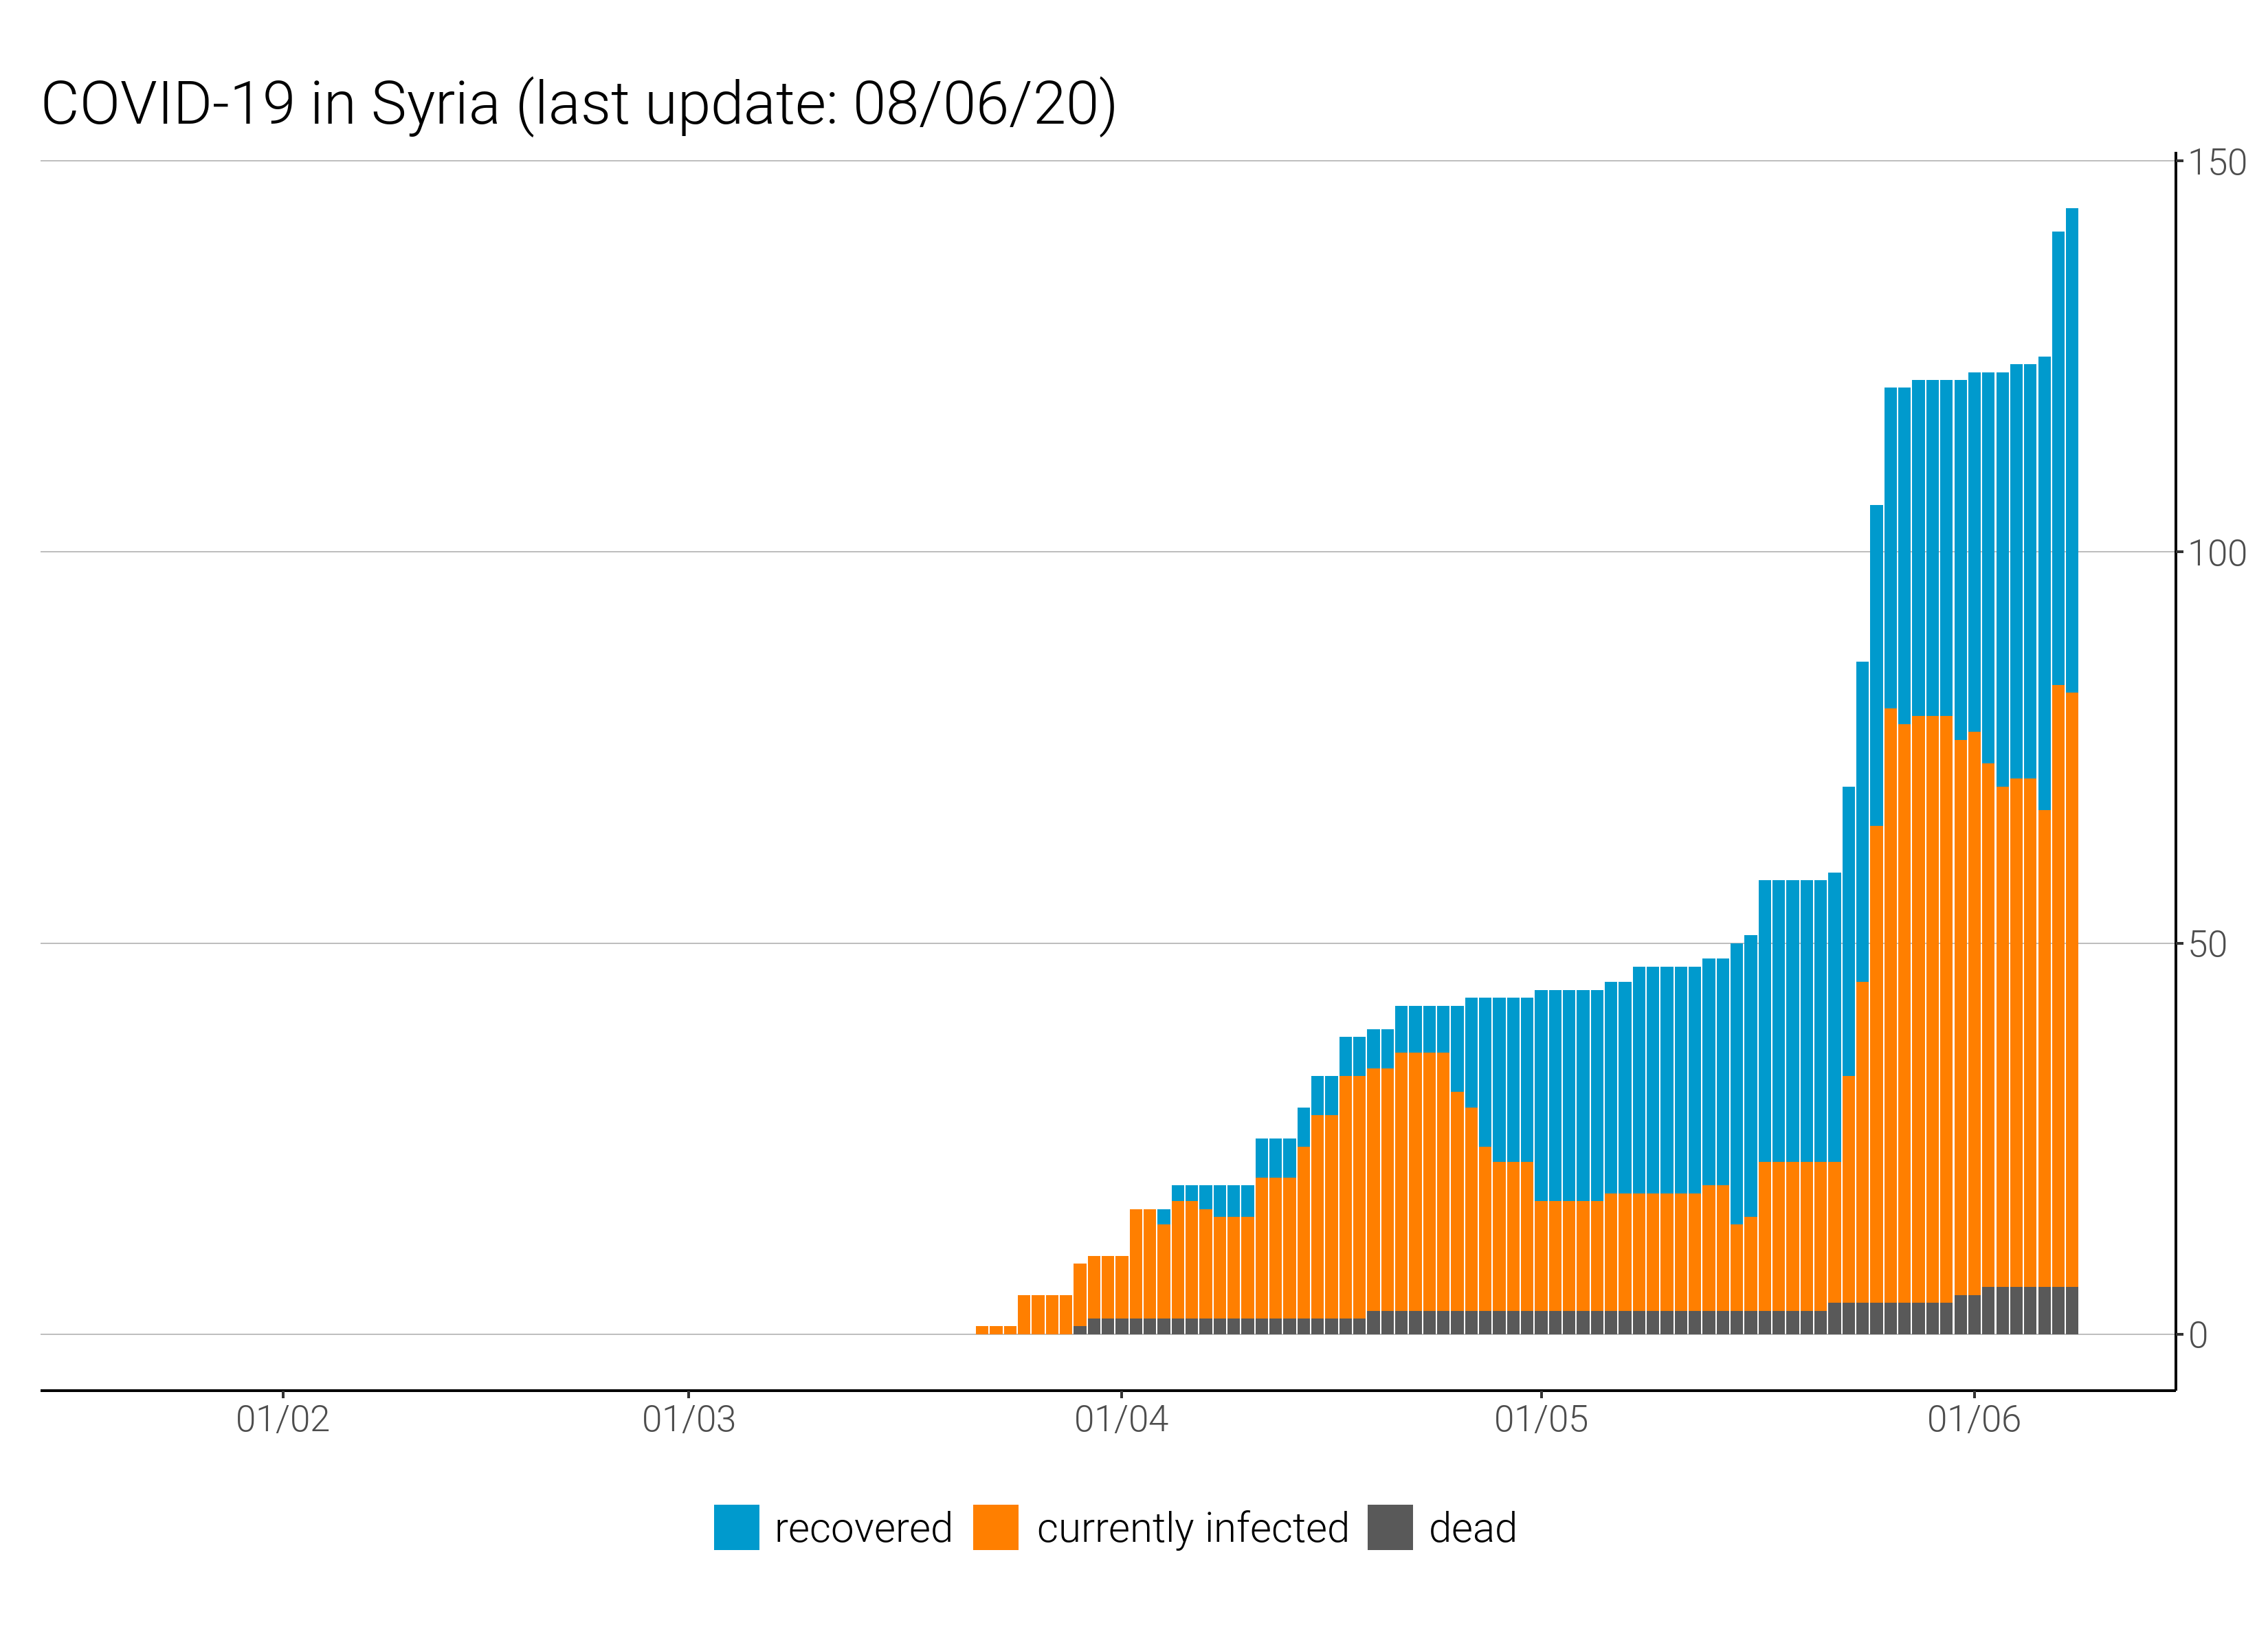 COVID-19 in Syria (last update: 08/06/20)
150
100
50
0
01/02 01/03 01/04 01/05 01/06
recovered currently infected dead